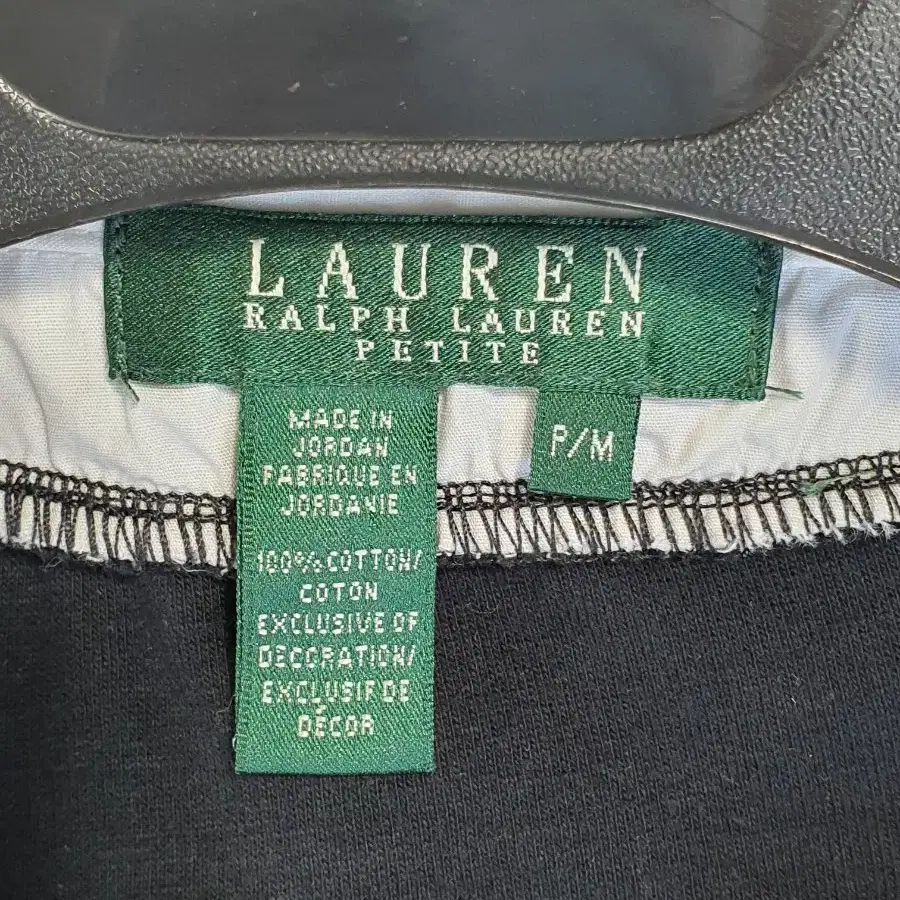 LAUREN
RALPH LAUREN
PETITE
P/M
MADE IN
JORDAN
FABRIQUE EN
JORDANIE
100% COTTON/
COTON
EXCLUSIVE OF
DECORATION/
EXCLUSIF DE
DÉCOR